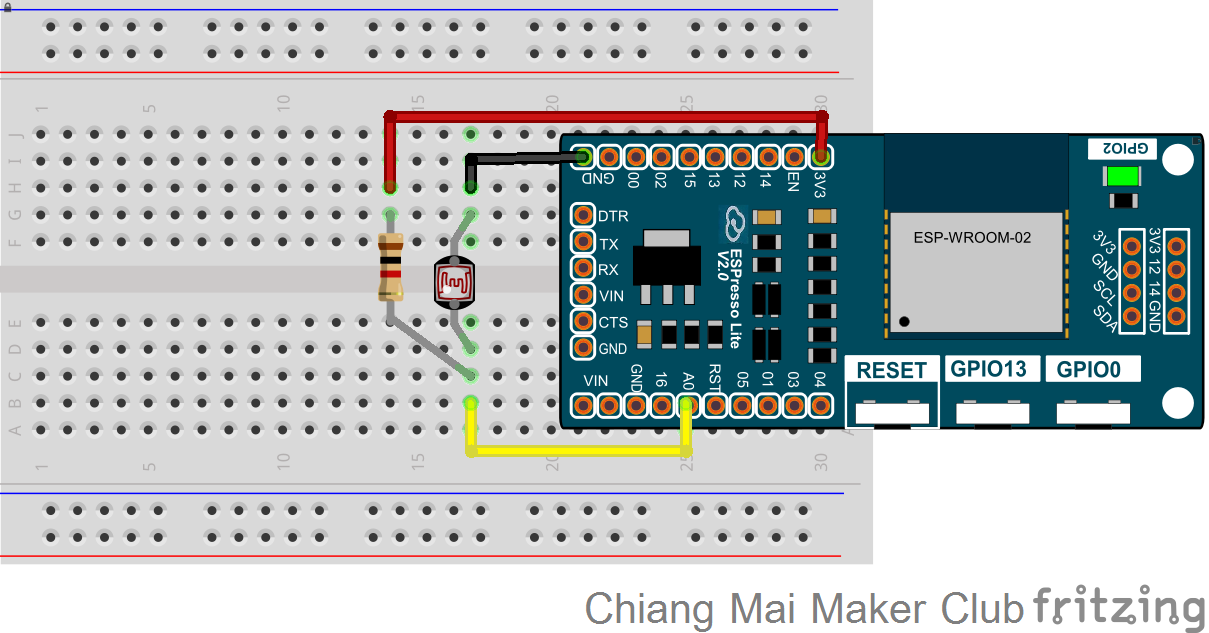 1 5 10 15 20 25 30
J
I
H
G
F
E
D
C
B
A
A
1 5 10 15 20 25 30
GND 00 02 15 13 12 14 EN 3V3
DTR
TX
RX
VIN
CTS
GND
VIN GND 16 A0 RST 05 01 03 04
ESPresso Lite
V2.0
ESP-WROOM-02
GPIO2
3V3
GND
SCL
SDA
3V3 12 14 GND
RESET GPIO13 GPIO0
Chiang Mai Maker Club fritzing